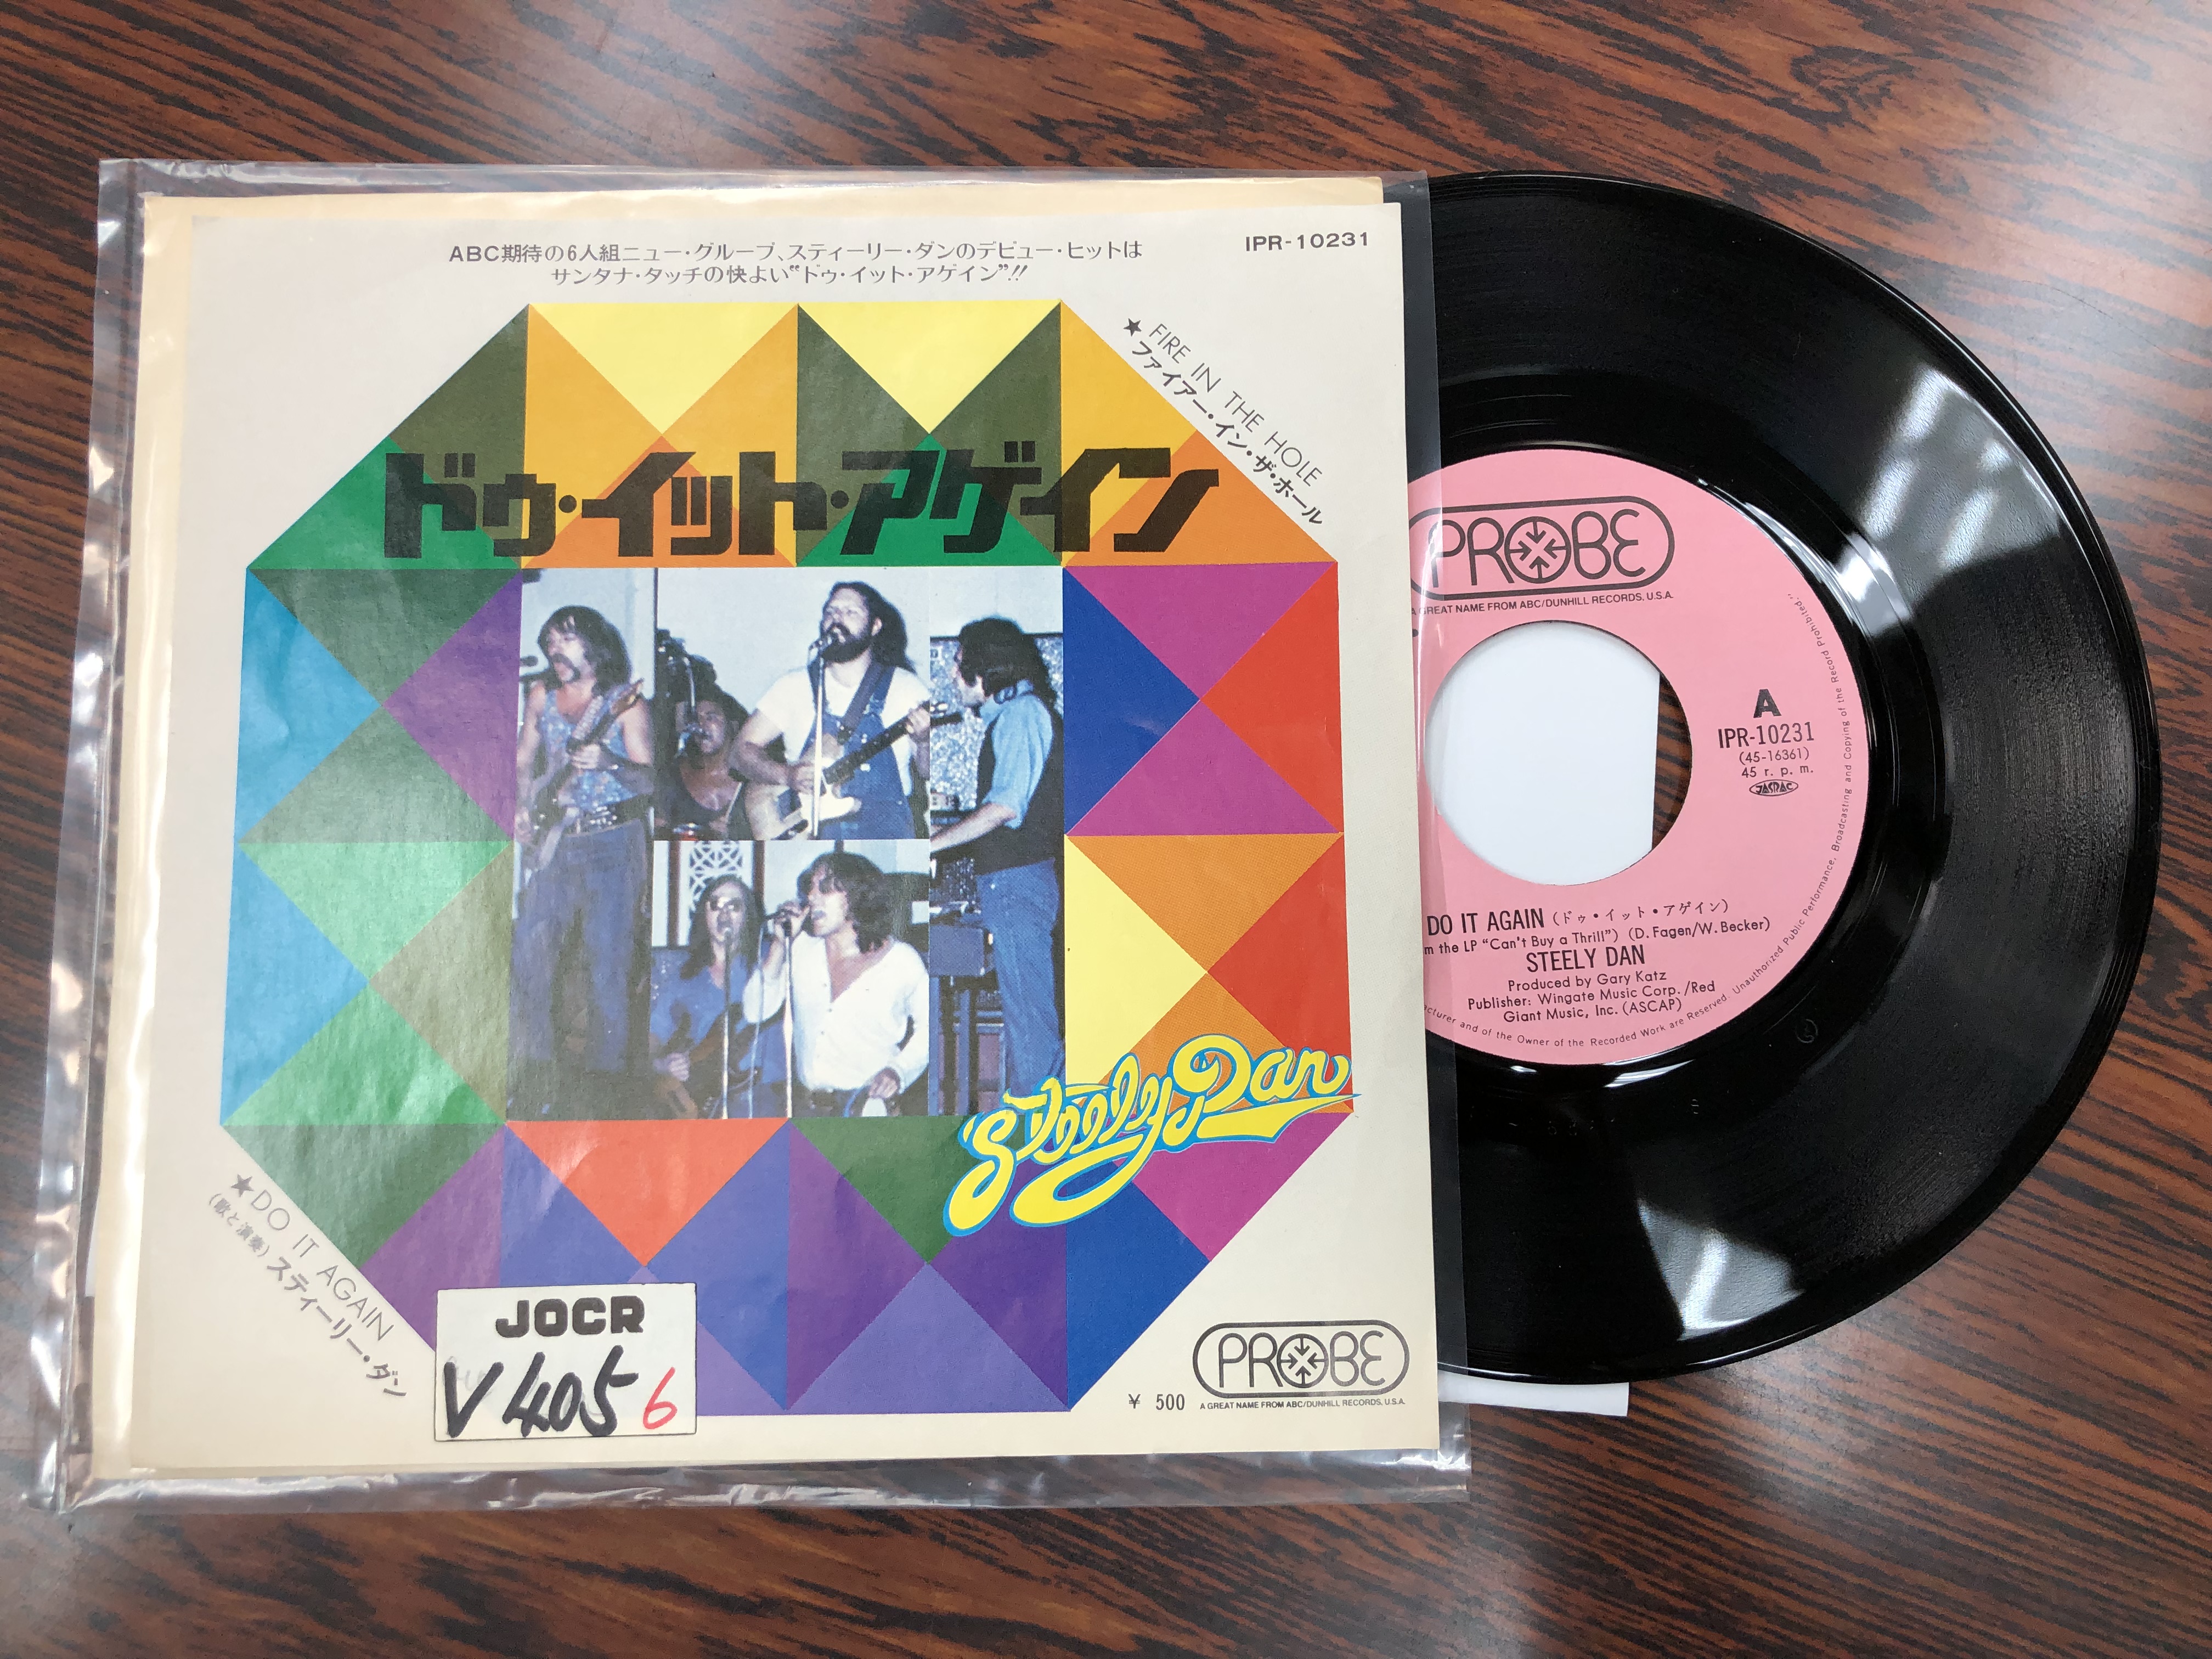 ABC期待の6人組ニュー・グループ、スティーリー・ダンのデビュー・ヒットは
サンタナ・タッチの快よい“ドゥ・イット・アゲイン”!!
IPR-10231
★ FIRE IN THE HOLE
ファイアー・イン・ザ・ホール
ドゥ・イット・アゲイン
Steely Dan
★DO IT AGAIN
(歌と演奏)スティーリー・ダン
JOCR
V405 6
¥ 500
PROBE
A GREAT NAME FROM ABC/DUNHILL RECORDS, U.S.A.
PROBE
A GREAT NAME FROM ABC/DUNHILL RECORDS, U.S.A.
A
IPR-10231
(45-16361)
45 r. p. m.
JASRAC
DO IT AGAIN (ドゥ・イット・アゲイン)
the LP “Can't Buy a Thrill”) (D. Fagen/W. Becker)
STEELY DAN
Produced by Gary Katz
Publisher: Wingate Music Corp. /Red
Giant Music, Inc. (ASCAP)
and of the Owner of the Recorded Work are Reserved. Unauthorized Public Performance, Broadcasting and Copying of the Record Prohibited.”